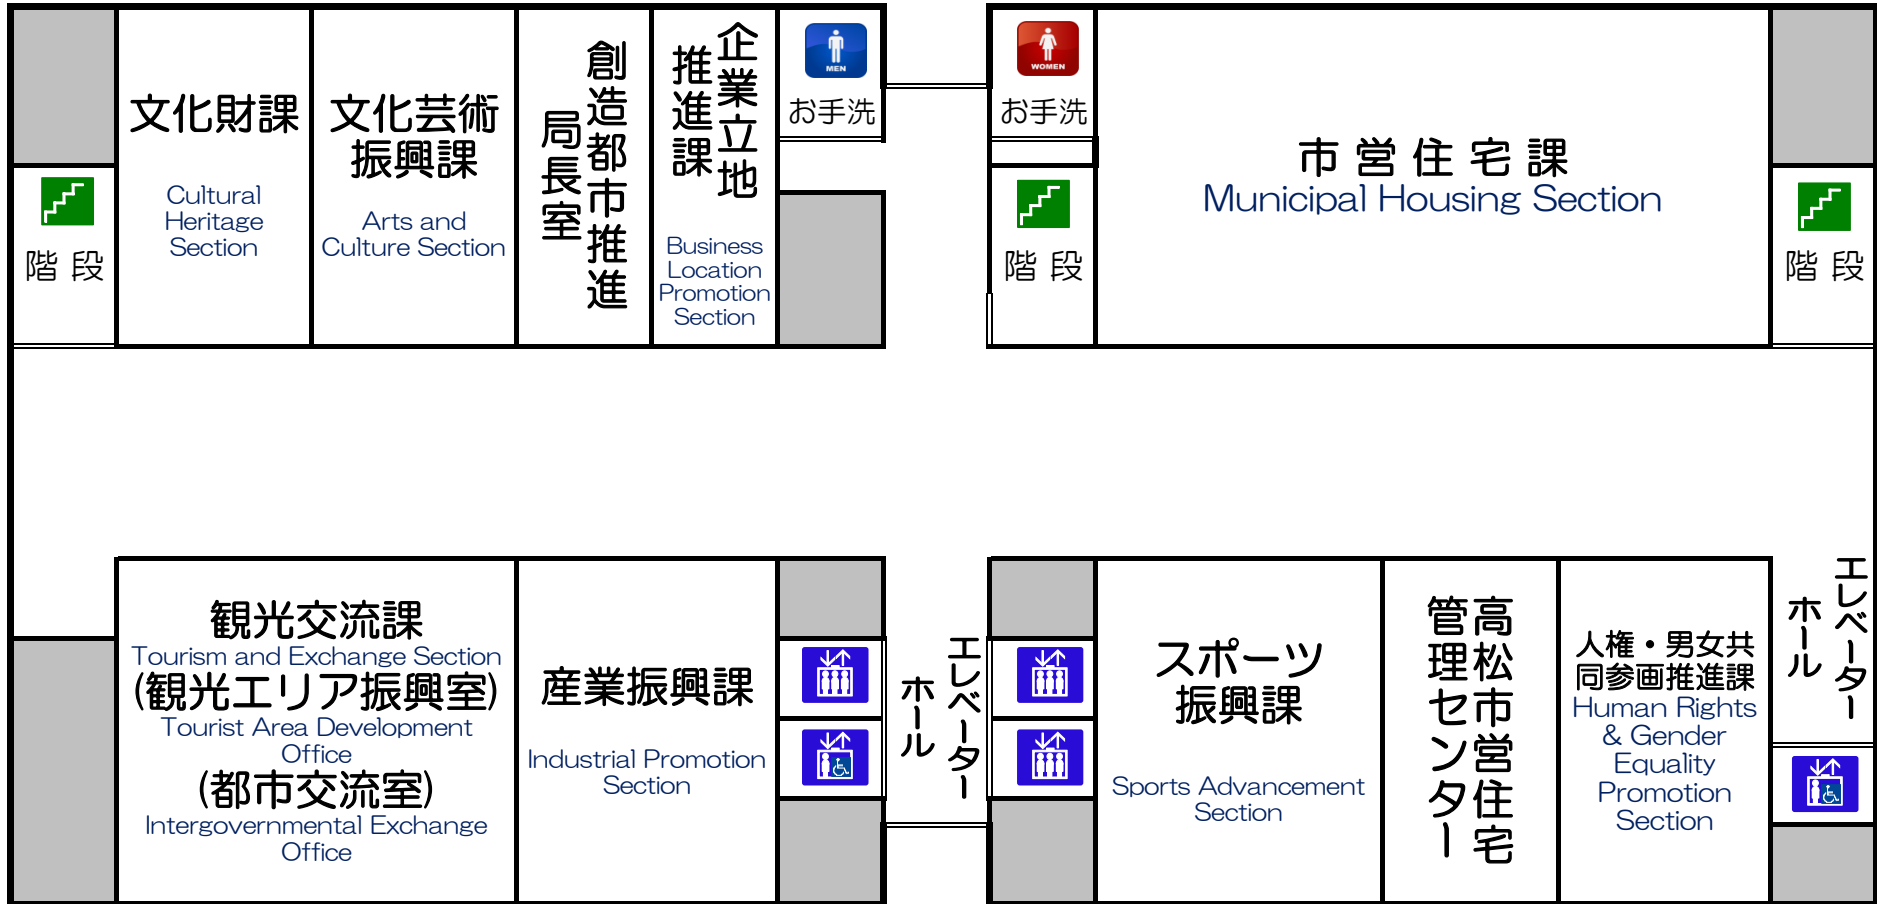 文化財課
Cultural
Heritage
Section
文化芸術
振興課
Arts and
Culture Section
創造都市推進
局長室
企業立地
推進課
Business
Location
Promotion
Section
MEN
お手洗
WOMEN
お手洗
市営住宅課
Municipal Housing Section
階段
階段
階段
観光交流課
Tourism and Exchange Section
(観光エリア振興室)
Tourist Area Development
Office
(都市交流室)
Intergovernmental Exchange
Office
産業振興課
Industrial Promotion
Section
エレベーター
ホール
スポーツ
振興課
Sports Advancement
Section
高松市営住宅
管理センター
人権・男女共
同参画推進課
Human Rights
& Gender
Equality
Promotion
Section
エレベーター
ホール